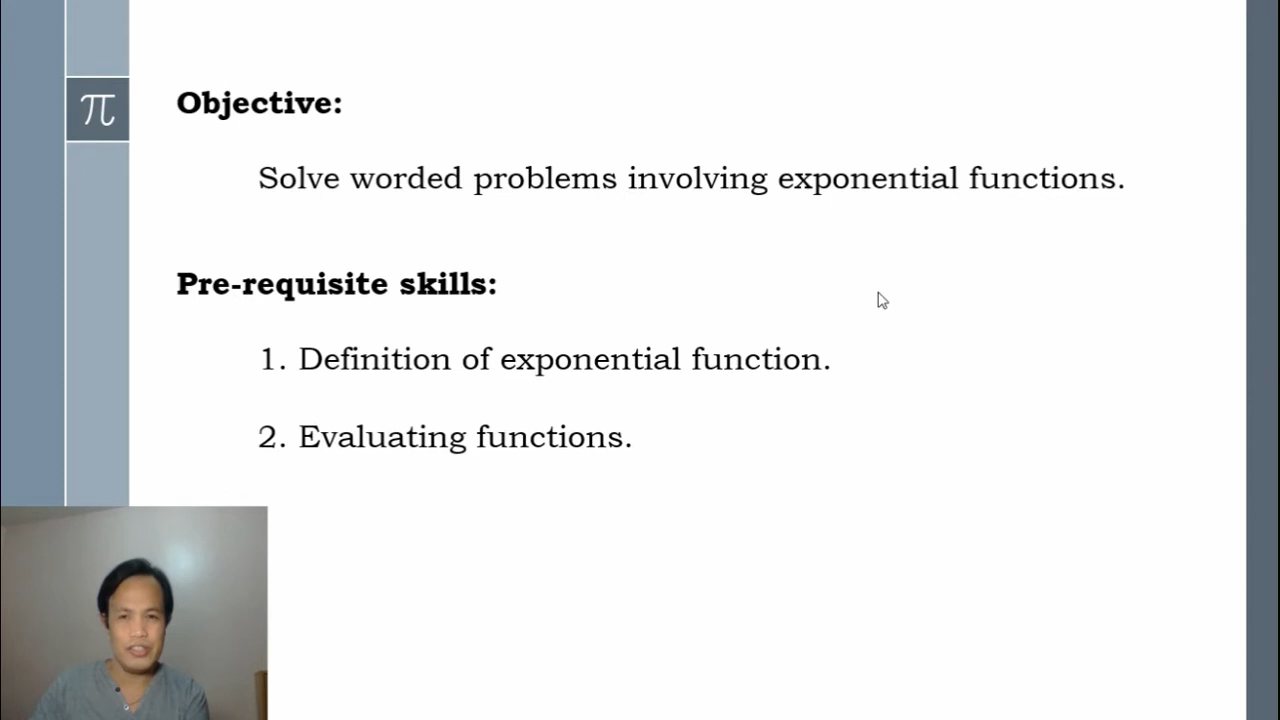 π
Objective:
Solve worded problems involving exponential functions.
Pre-requisite skills:
1. Definition of exponential function.
2. Evaluating functions.